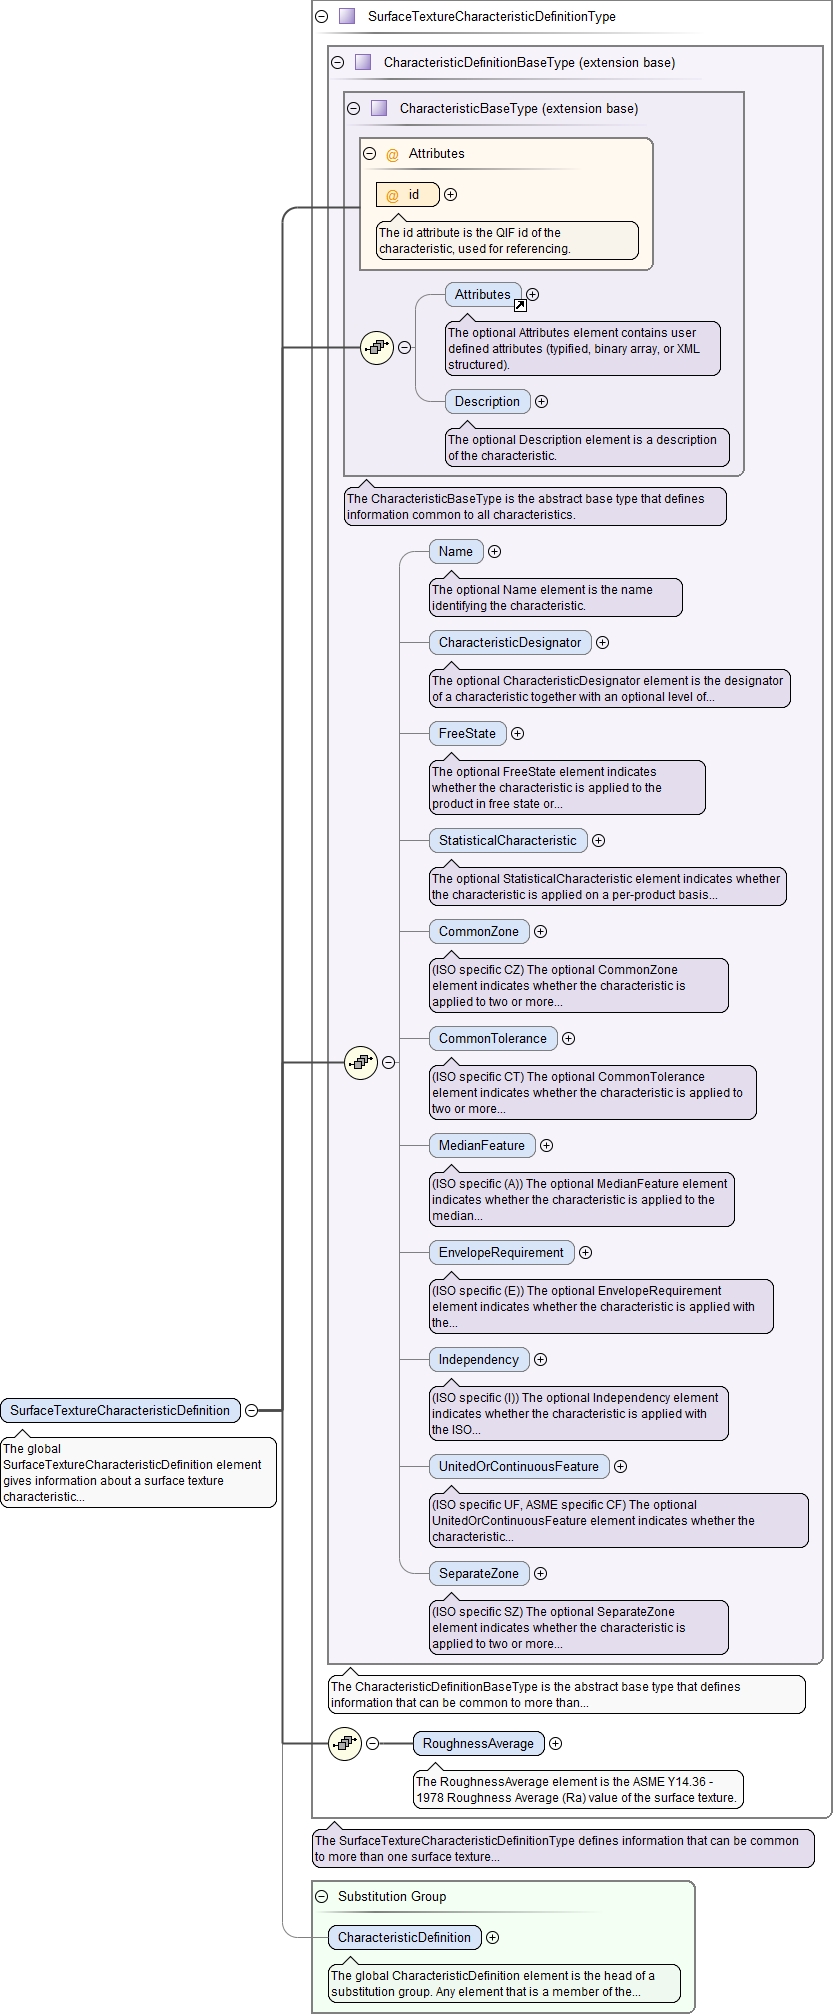 SurfaceTextureCharacteristicDefinitionType
CharacteristicDefinitionBaseType (extension base)
CharacteristicBaseType (extension base)
@ Attributes
@ id
The id attribute is the QIF id of the
characteristic, used for referencing.
Attributes
The optional Attributes element contains user
defined attributes (typified, binary array, or XML
structured).
Description
The optional Description element is a description
of the characteristic.
The CharacteristicBaseType is the abstract base type that defines
information common to all characteristics.
Name
The optional Name element is the name
identifying the characteristic.
CharacteristicDesignator
The optional CharacteristicDesignator element is the designator
of a characteristic together with an optional level of...
FreeState
The optional FreeState element indicates
whether the characteristic is applied to the
product in free state or...
StatisticalCharacteristic
The optional StatisticalCharacteristic element indicates whether
the characteristic is applied on a per-product basis...
CommonZone
(ISO specific CZ) The optional CommonZone
element indicates whether the characteristic is
applied to two or more...
CommonTolerance
(ISO specific CT) The optional CommonTolerance
element indicates whether the characteristic is applied to
two or more...
MedianFeature
(ISO specific (A)) The optional MedianFeature element
indicates whether the characteristic is applied to the
median...
EnvelopeRequirement
(ISO specific (E)) The optional EnvelopeRequirement
element indicates whether the characteristic is applied with
the...
Independency
(ISO specific (I)) The optional Independency element
indicates whether the characteristic is applied with
the ISO...
UnitedOrContinuousFeature
(ISO specific UF, ASME specific CF) The optional
UnitedOrContinuousFeature element indicates whether the
characteristic...
SeparateZone
(ISO specific SZ) The optional SeparateZone
element indicates whether the characteristic is
applied to two or more...
The CharacteristicDefinitionBaseType is the abstract base type that defines
information that can be common to more than...
RoughnessAverage
The RoughnessAverage element is the ASME Y14.36 -
1978 Roughness Average (Ra) value of the surface texture.
The SurfaceTextureCharacteristicDefinitionType defines information that can be common
to more than one surface texture...
SurfaceTextureCharacteristicDefinition
The global
SurfaceTextureCharacteristicDefinition element
gives information about a surface texture
characteristic...
Substitution Group
CharacteristicDefinition
The global CharacteristicDefinition element is the head of a
substitution group. Any element that is a member of the...